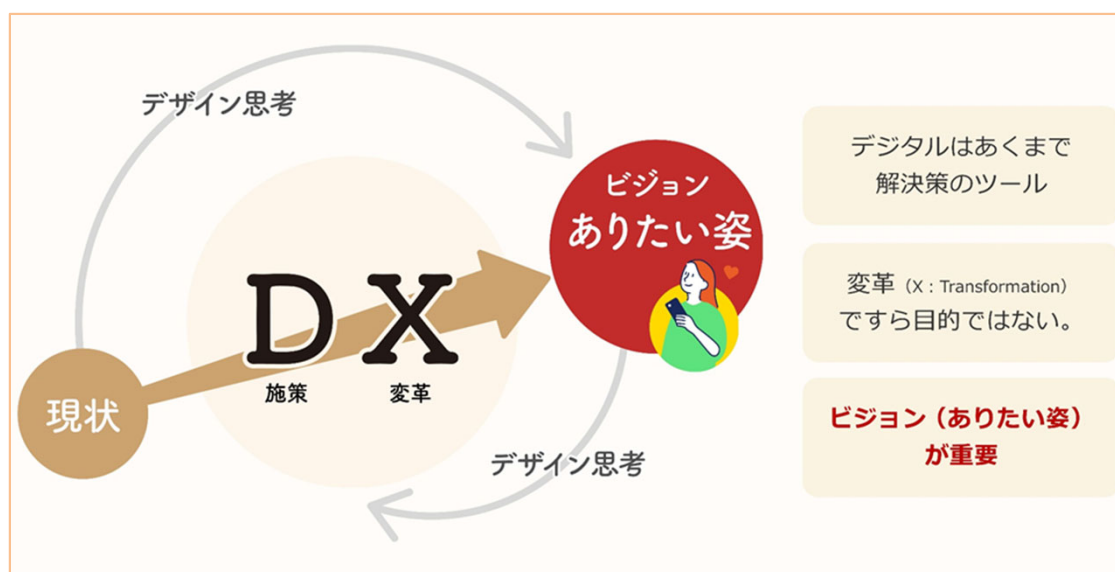 デザイン思考
ビジョン
ありたい姿
DX
施策 変革
現状
デザイン思考
デジタルはあくまで
解決策のツール
変革（X：Transformation）
ですら目的ではない。
ビジョン（ありたい姿）
が重要